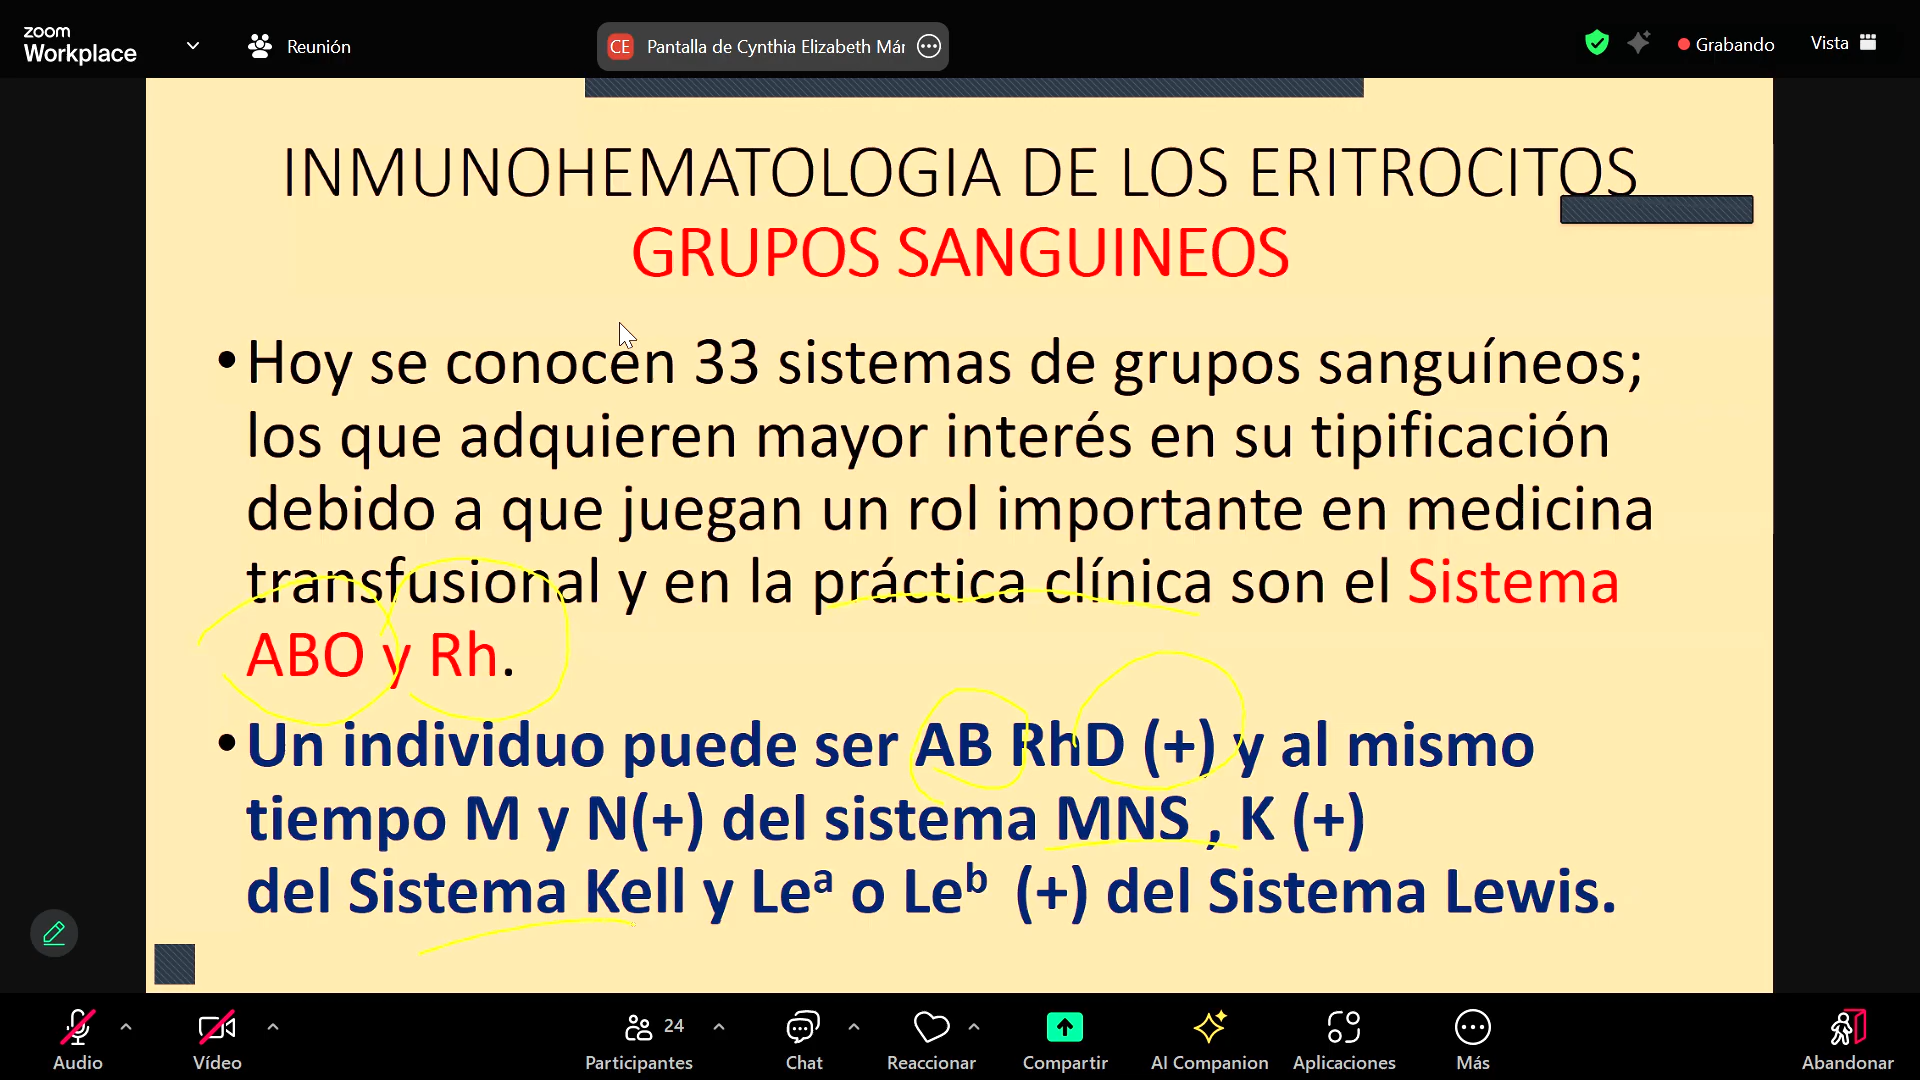 zoom
Workplace
Reunión
CE Pantalla de Cynthia Elizabeth Már
Grabando
Vista
INMUNOHEMATOLOGIA DE LOS ERITROCITOS
GRUPOS SANGUINEOS
•Hoy se conocen 33 sistemas de grupos sanguíneos;
los que adquieren mayor interés en su tipificación
debido a que juegan un rol importante en medicina
transfusional y en la práctica clínica son el Sistema
ABO y Rh.
•Un individuo puede ser AB RhD (+) y al mismo
tiempo M y N(+) del sistema MNS , K (+)
del Sistema Kell y Leᵃ o Leᵇ (+) del Sistema Lewis.
24
Audio
Vídeo
Participantes
Chat
Reaccionar
Compartir
AI Companion
Aplicaciones
Más
Abandonar